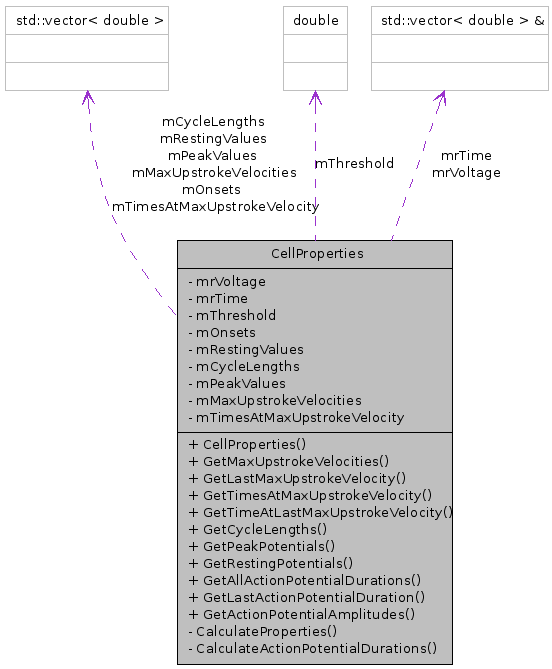 std::vector< double >
double
std::vector< double > &
mCycleLengths
mRestingValues
mPeakValues
mMaxUpstrokeVelocities
mOnsets
mTimesAtMaxUpstrokeVelocity
mThreshold
mrTime
mrVoltage
CellProperties
- mrVoltage
- mrTime
- mThreshold
- mOnsets
- mRestingValues
- mCycleLengths
- mPeakValues
- mMaxUpstrokeVelocities
- mTimesAtMaxUpstrokeVelocity
+ CellProperties()
+ GetMaxUpstrokeVelocities()
+ GetLastMaxUpstrokeVelocity()
+ GetTimesAtMaxUpstrokeVelocity()
+ GetTimeAtLastMaxUpstrokeVelocity()
+ GetCycleLengths()
+ GetPeakPotentials()
+ GetRestingPotentials()
+ GetAllActionPotentialDurations()
+ GetLastActionPotentialDuration()
+ GetActionPotentialAmplitudes()
- CalculateProperties()
- CalculateActionPotentialDurations()